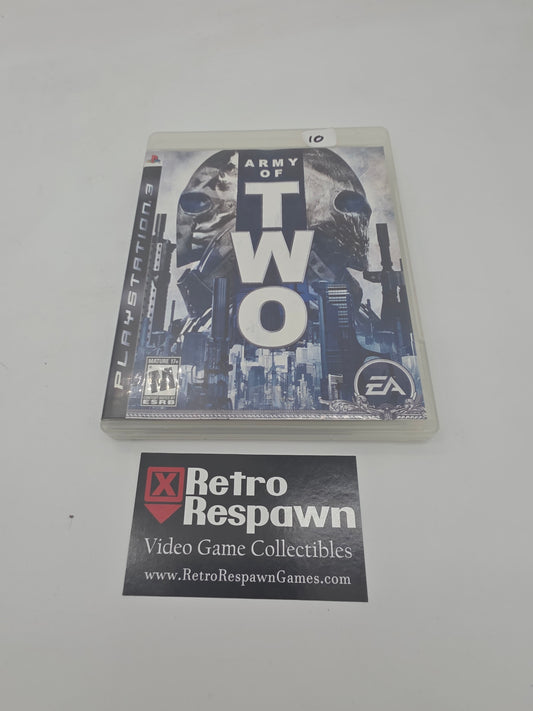 10
ARMY
OF
TWO
PLAYSTATION 3
MATURE 17+
M
ESRB
EA
X Retro
Respawn
Video Game Collectibles
www.RetroRespawnGames.com